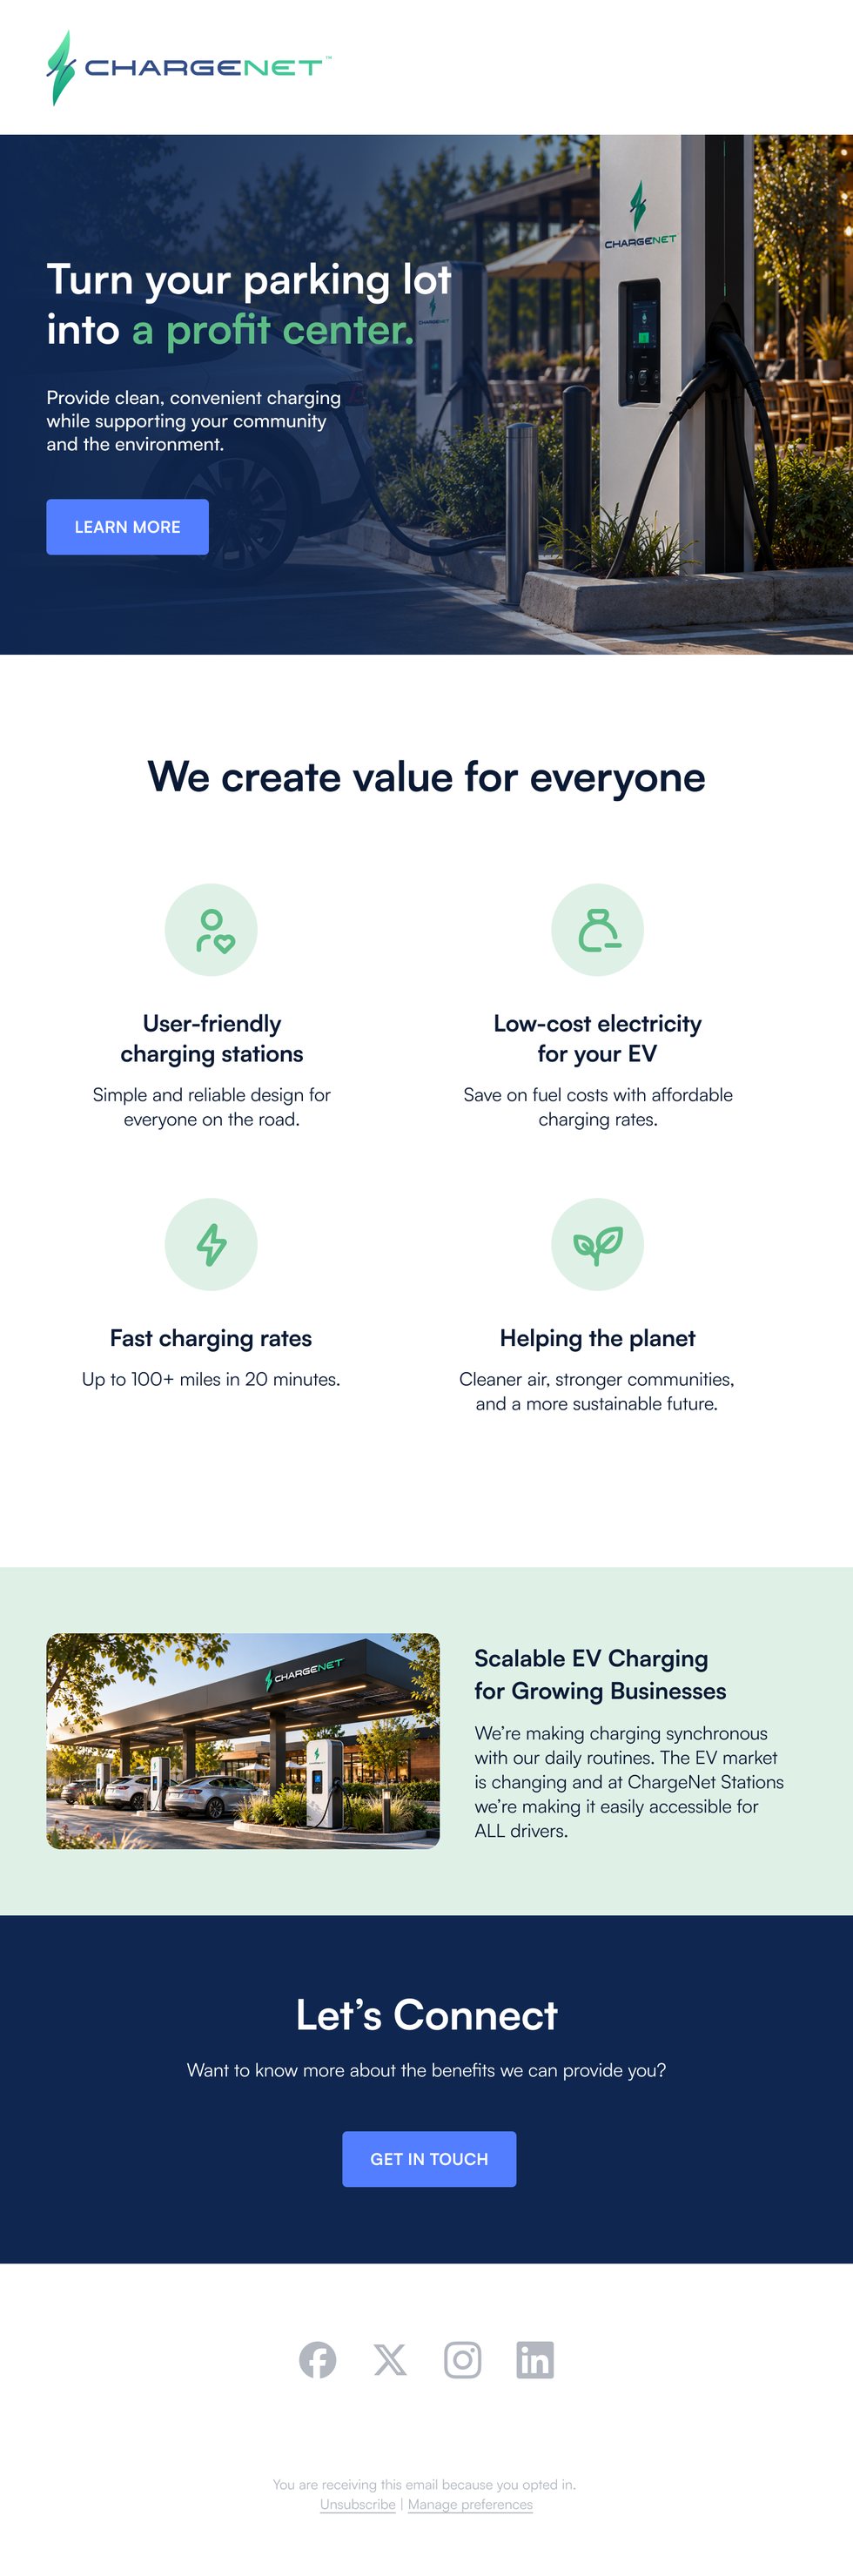 CHARGENET™
CHARGENET
CHARGENET
Turn your parking lot
into a profit center.
Provide clean, convenient charging
while supporting your community
and the environment.
LEARN MORE
We create value for everyone
User-friendly
charging stations
Simple and reliable design for
everyone on the road.
Low-cost electricity
for your EV
Save on fuel costs with affordable
charging rates.
Fast charging rates
Up to 100+ miles in 20 minutes.
Helping the planet
Cleaner air, stronger communities,
and a more sustainable future.
CHARGENET
Scalable EV Charging
for Growing Businesses
We’re making charging synchronous
with our daily routines. The EV market
is changing and at ChargeNet Stations
we’re making it easily accessible for
ALL drivers.
Let’s Connect
Want to know more about the benefits we can provide you?
GET IN TOUCH
You are receiving this email because you opted in.
Unsubscribe | Manage preferences